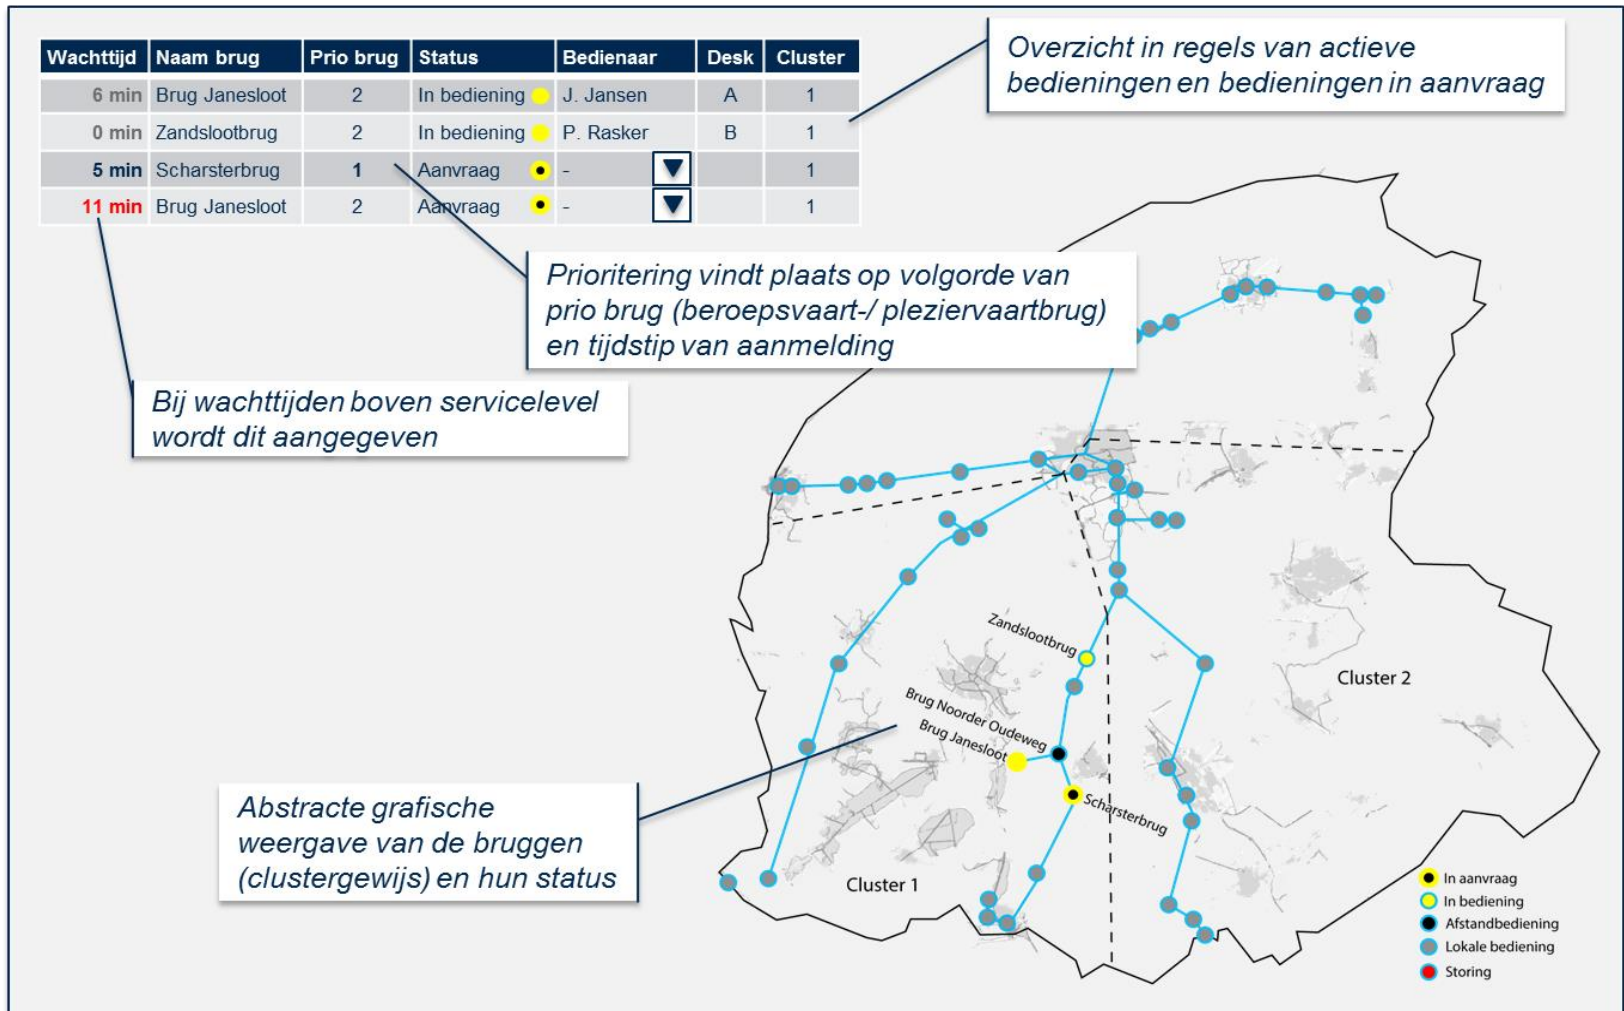 Wachttijd Naam brug Prio brug Status Bedienaar Desk Cluster
6 min Brug Janesloot 2 In bediening J. Jansen A 1
0 min Zandslootbrug 2 In bediening P. Rasker B 1
5 min Scharsterbrug 1 Aanvraag - 1
11 min Brug Janesloot 2 Aanvraag - 1
Overzicht in regels van actieve
bedieningen en bedieningen in aanvraag
Prioritering vindt plaats op volgorde van
prio brug (beroepsvaart-/ pleziervaartbrug)
en tijdstip van aanmelding
Bij wachttijden boven servicelevel
wordt dit aangegeven
Zandslootbrug
Cluster 2
Brug Noorder Oudeweg
Brug Janesloot
Scharsterbrug
Abstracte grafische
weergave van de bruggen
(clustergewijs) en hun status
Cluster 1
In aanvraag
In bediening
Afstandbediening
Lokale bediening
Storing